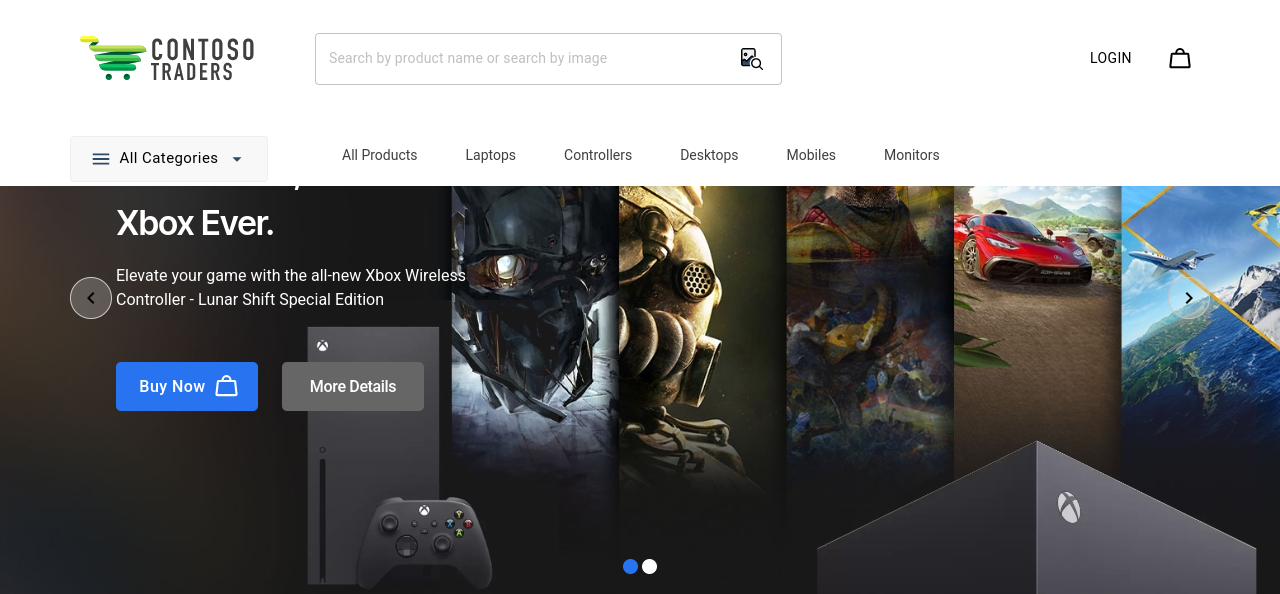 CONTOSO
TRADERS
Search by product name or search by image
LOGIN
All Categories
All Products
Laptops
Controllers
Desktops
Mobiles
Monitors
Xbox Ever.
Elevate your game with the all-new Xbox Wireless
Controller - Lunar Shift Special Edition
Buy Now
More Details